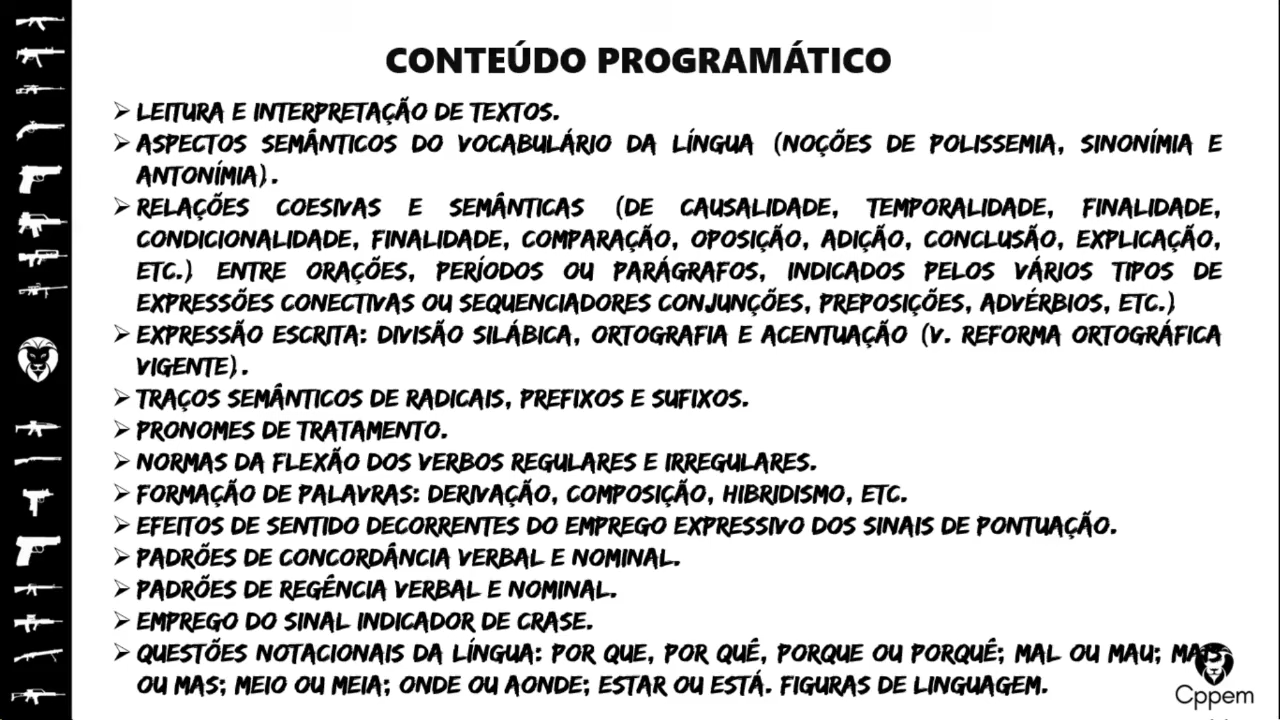 CONTEÚDO PROGRAMÁTICO
➢ LEITURA E INTERPRETAÇÃO DE TEXTOS.
➢ ASPECTOS SEMÂNTICOS DO VOCABULÁRIO DA LÍNGUA (NOÇÕES DE POLISSEMIA, SINONÍMIA E
ANTONÍMIA).
➢ RELAÇÕES COESIVAS E SEMÂNTICAS (DE CAUSALIDADE, TEMPORALIDADE, FINALIDADE,
CONDICIONALIDADE, FINALIDADE, COMPARAÇÃO, OPOSIÇÃO, ADIÇÃO, CONCLUSÃO, EXPLICAÇÃO,
ETC.) ENTRE ORAÇÕES, PERÍODOS OU PARÁGRAFOS, INDICADOS PELOS VÁRIOS TIPOS DE
EXPRESSÕES CONECTIVAS OU SEQUENCIADORES CONJUNÇÕES, PREPOSIÇÕES, ADVÉRBIOS, ETC.)
➢ EXPRESSÃO ESCRITA: DIVISÃO SILÁBICA, ORTOGRAFIA E ACENTUAÇÃO (V. REFORMA ORTOGRÁFICA
VIGENTE).
➢ TRAÇOS SEMÂNTICOS DE RADICAIS, PREFIXOS E SUFIXOS.
➢ PRONOMES DE TRATAMENTO.
➢ NORMAS DA FLEXÃO DOS VERBOS REGULARES E IRREGULARES.
➢ FORMAÇÃO DE PALAVRAS: DERIVAÇÃO, COMPOSIÇÃO, HIBRIDISMO, ETC.
➢ EFEITOS DE SENTIDO DECORRENTES DO EMPREGO EXPRESSIVO DOS SINAIS DE PONTUAÇÃO.
➢ PADRÕES DE CONCORDÂNCIA VERBAL E NOMINAL.
➢ PADRÕES DE REGÊNCIA VERBAL E NOMINAL.
➢ EMPREGO DO SINAL INDICADOR DE CRASE.
➢ QUESTÕES NOTACIONAIS DA LÍNGUA: POR QUE, POR QUÊ, PORQUE OU PORQUÊ; MAL OU MAU;
OU MAS; MEIO OU MEIA; ONDE OU AONDE; ESTAR OU ESTÁ. FIGURAS DE LINGUAGEM.
Cppem